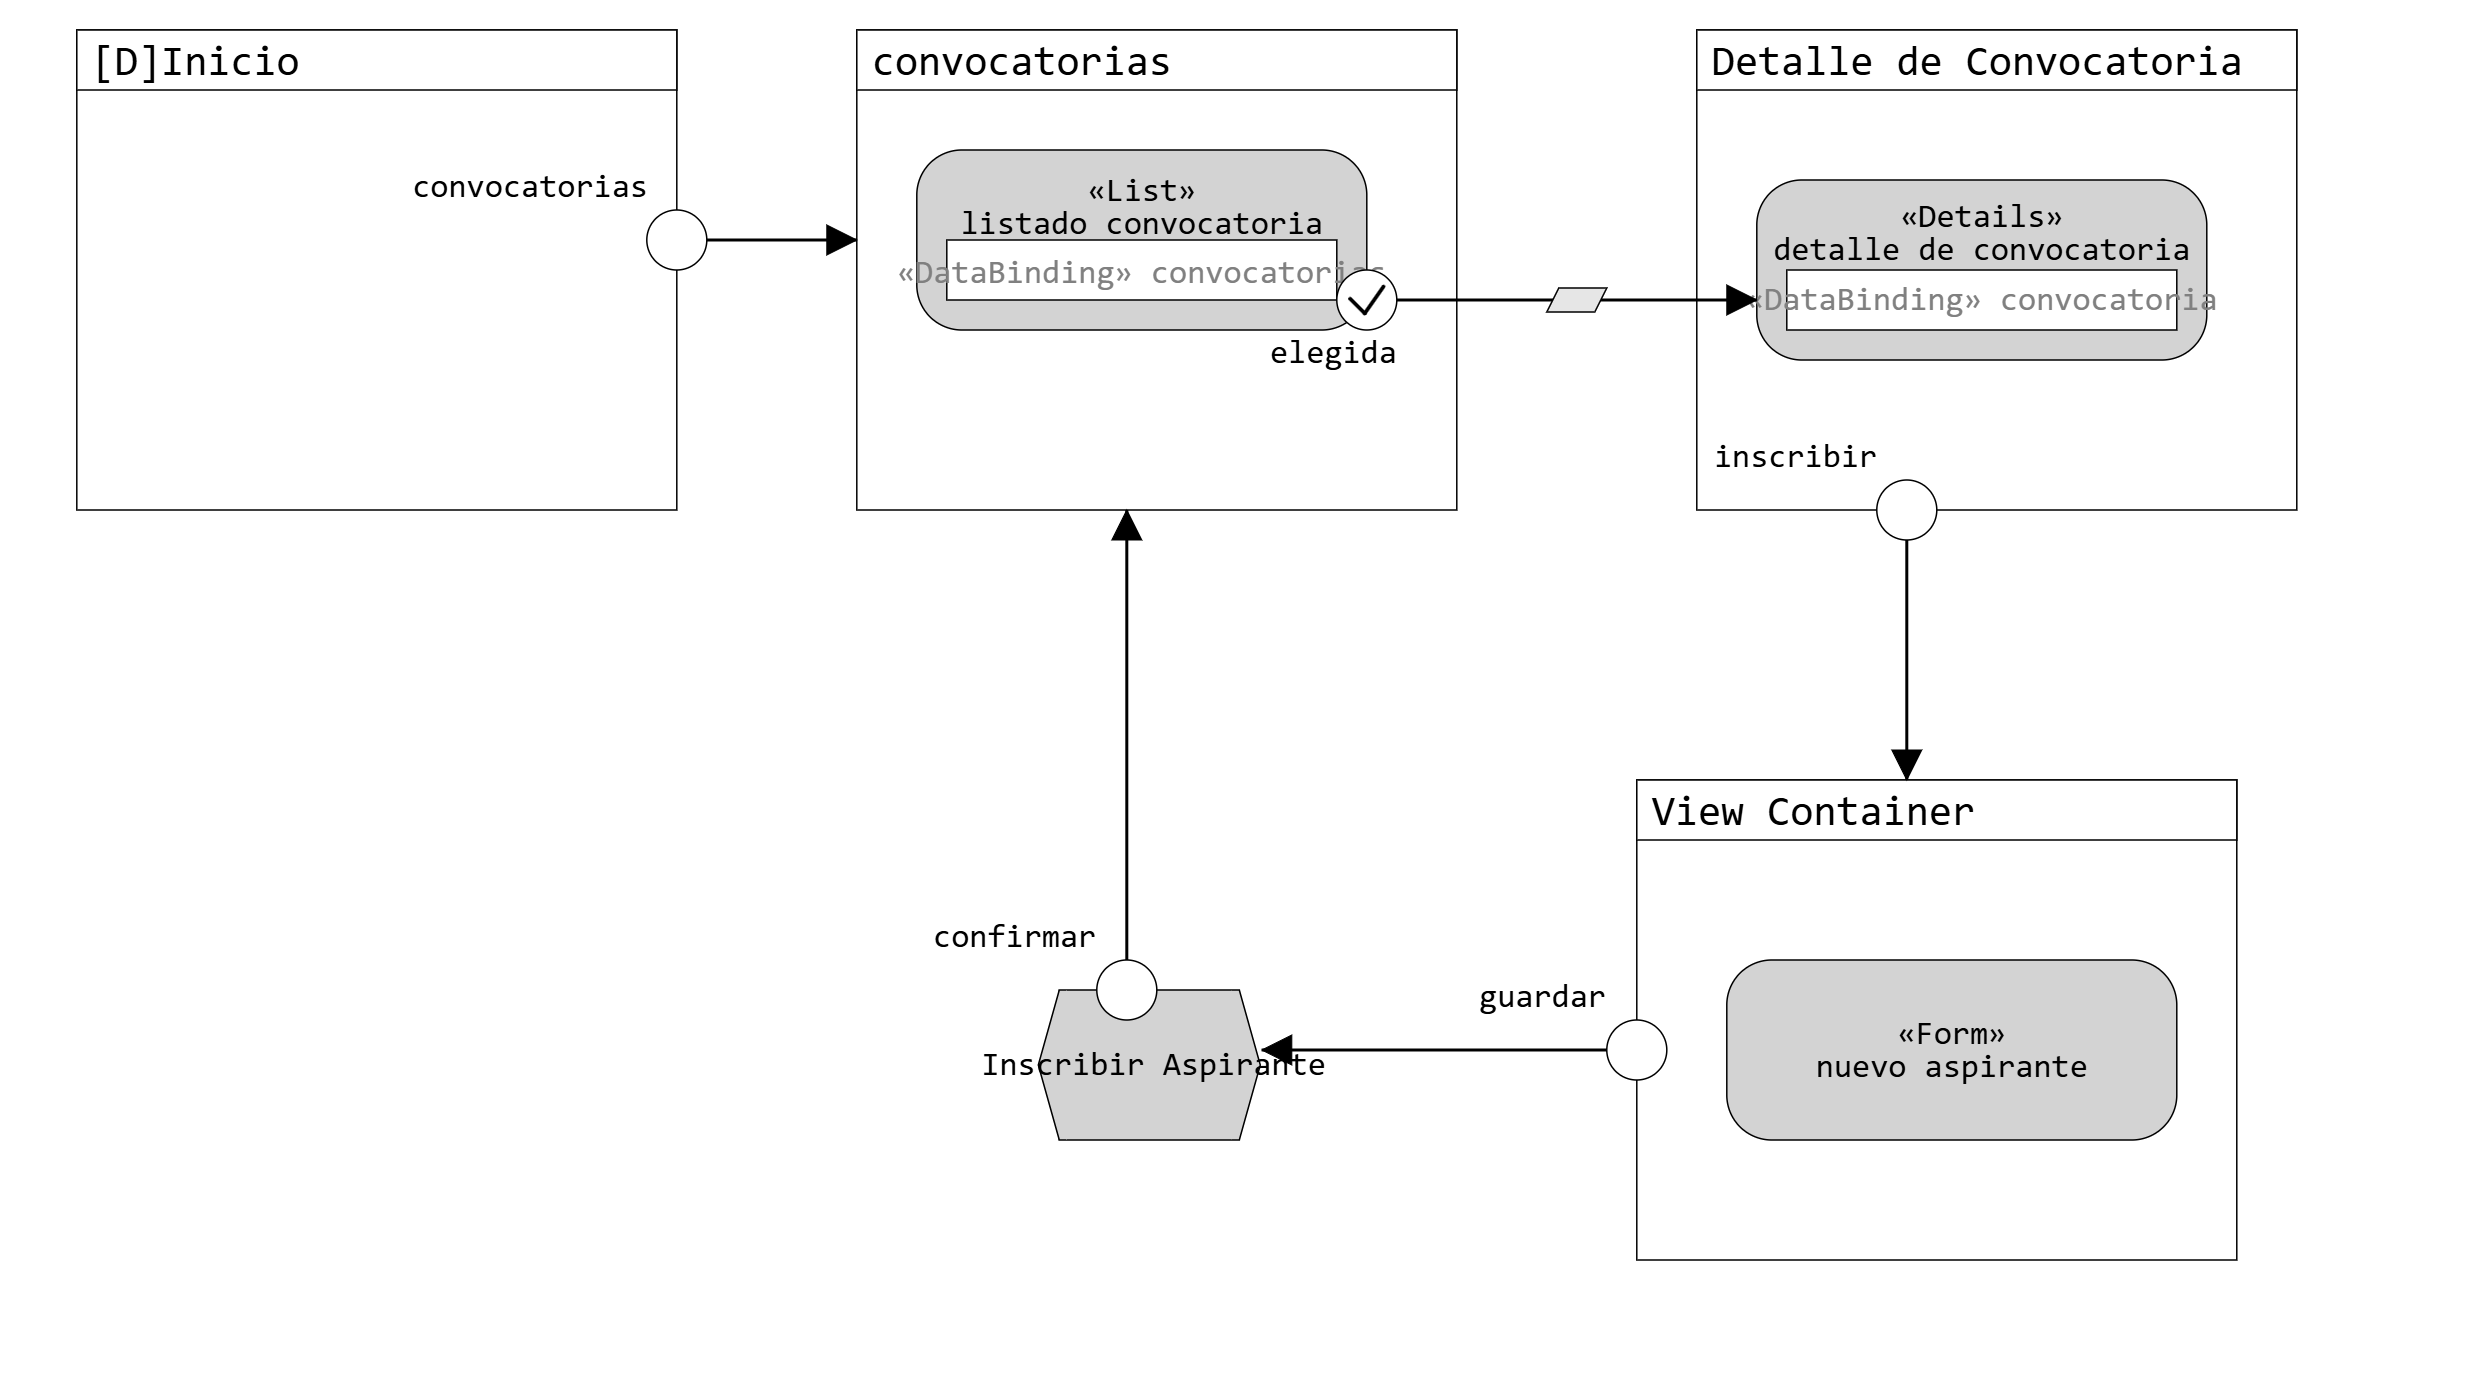 [D]Inicio
convocatorias
convocatorias
«List»
listado convocatoria
«DataBinding» convocatorias
elegida
Detalle de Convocatoria
«Details»
detalle de convocatoria
«DataBinding» convocatoria
inscribir
View Container
«Form»
nuevo aspirante
guardar
confirmar
Inscribir Aspirante